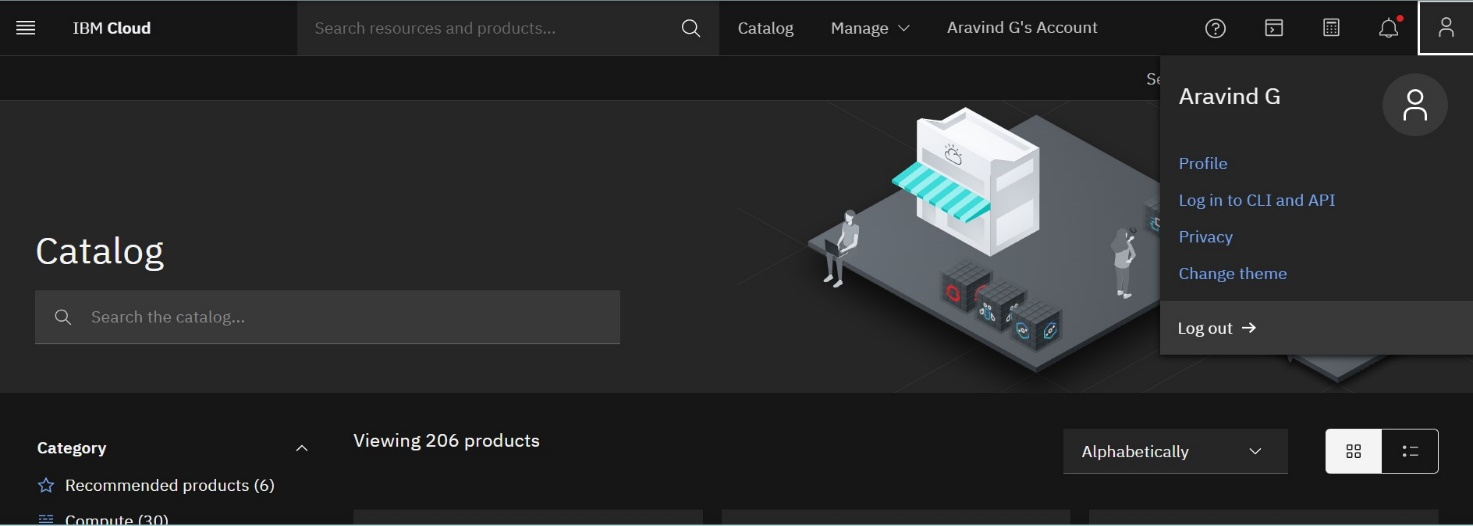 IBM Cloud
Search resources and products...
Catalog
Manage
Aravind G's Account
Se
Aravind G
Profile
Log in to CLI and API
Privacy
Change theme
Log out
Catalog
Search the catalog...
Category
Viewing 206 products
Alphabetically
Recommended products (6)
Compute (30)